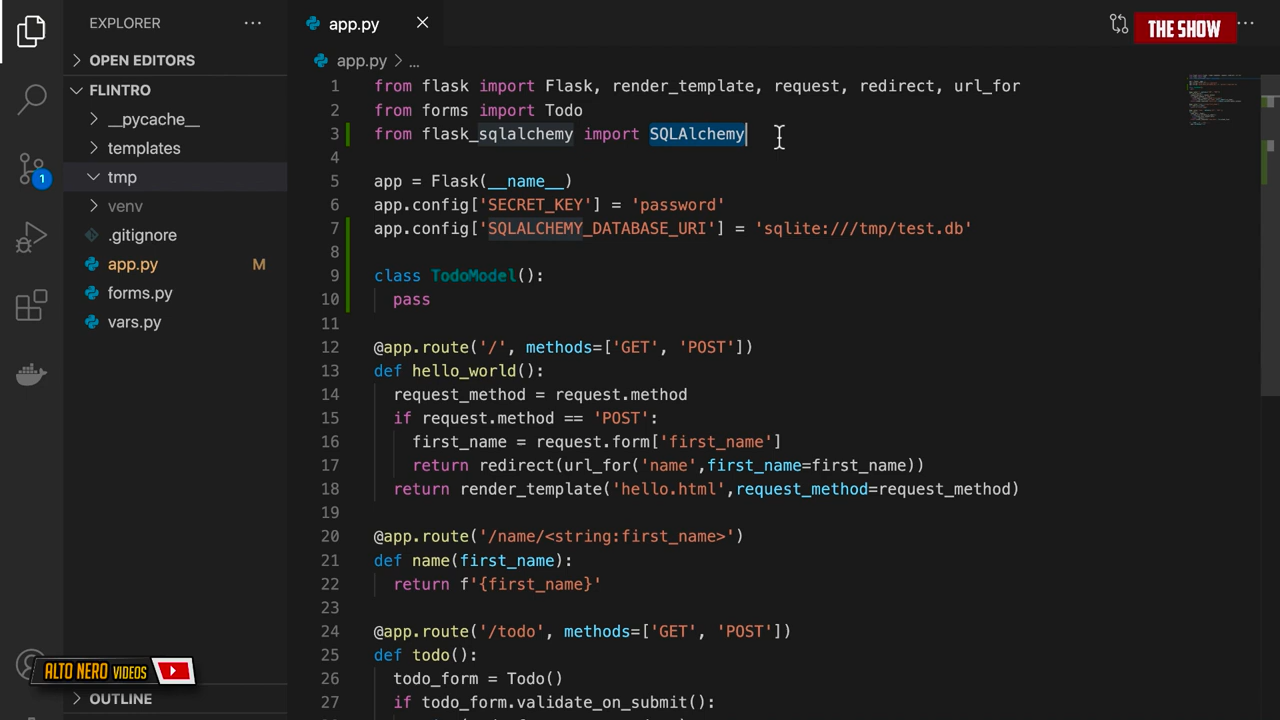 EXPLORER
OPEN EDITORS
FLINTRO
__pycache__
templates
tmp
venv
.gitignore
app.py M
forms.py
vars.py
OUTLINE
1
ALTO NERO VIDEOS
app.py
THE SHOW
app.py > ...
1 from flask import Flask, render_template, request, redirect, url_for
2 from forms import Todo
3 from flask_sqlalchemy import SQLAlchemy
4
5 app = Flask(__name__)
6 app.config['SECRET_KEY'] = 'password'
7 app.config['SQLALCHEMY_DATABASE_URI'] = 'sqlite:///tmp/test.db'
8
9 class TodoModel():
10 pass
11
12 @app.route('/', methods=['GET', 'POST'])
13 def hello_world():
14 request_method = request.method
15 if request.method == 'POST':
16 first_name = request.form['first_name']
17 return redirect(url_for('name',first_name=first_name))
18 return render_template('hello.html',request_method=request_method)
19
20 @app.route('/name/<string:first_name>')
21 def name(first_name):
22 return f'{first_name}'
23
24 @app.route('/todo', methods=['GET', 'POST'])
25 def todo():
26 todo_form = Todo()
27 if todo_form.validate_on_submit():